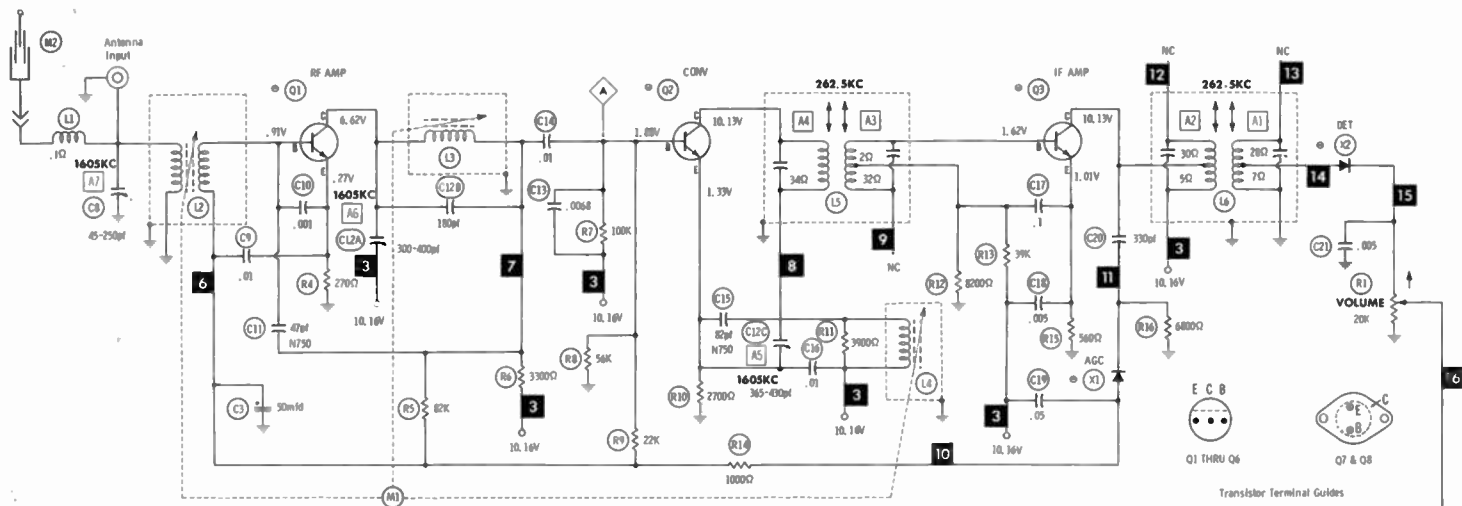 M2
Antenna
Input
L1
.1Ω
1605KC
A7
C8
45-250pf
L2
RF AMP
Q1
.91V
C
B
E
6.62V
.27V
C10
.001
C9
.01
1605KC
A6
C12A
300-400pf
3
10.16V
R4
270Ω
6
C11
47pf
N750
C3
50mfd
R5
82K
L3
C12B
180pf
C14
.01
7
R6
3300Ω
3
10.16V
M1
A
C13
.0068
R7
100K
3
10.16V
R8
56K
R9
22K
R14
1000Ω
10
CONV
Q2
1.88V
C
B
E
10.13V
1.33V
C15
82pf
N750
R10
2700Ω
262.5KC
A4
A3
34Ω
2Ω
32Ω
L5
8
9
NC
C12C
A5
1605KC
365-430pf
C16
.01
R11
3900Ω
3
10.16V
L4
IF AMP
Q3
1.62V
C
B
E
10.13V
1.01V
C17
.1
R12
8200Ω
R13
39K
C18
.005
R15
560Ω
C19
.05
3
10.16V
AGC
X1
C20
330pf
11
R16
6800Ω
NC
12
NC
13
262.5KC
A2
A1
30Ω
5Ω
28Ω
7Ω
L6
3
10.16V
14
DET
X2
15
C21
.005
R1
VOLUME
20K
16
E C B
Q1 THRU Q6
E
B
C
Q7 & Q8
Transistor Terminal Guides